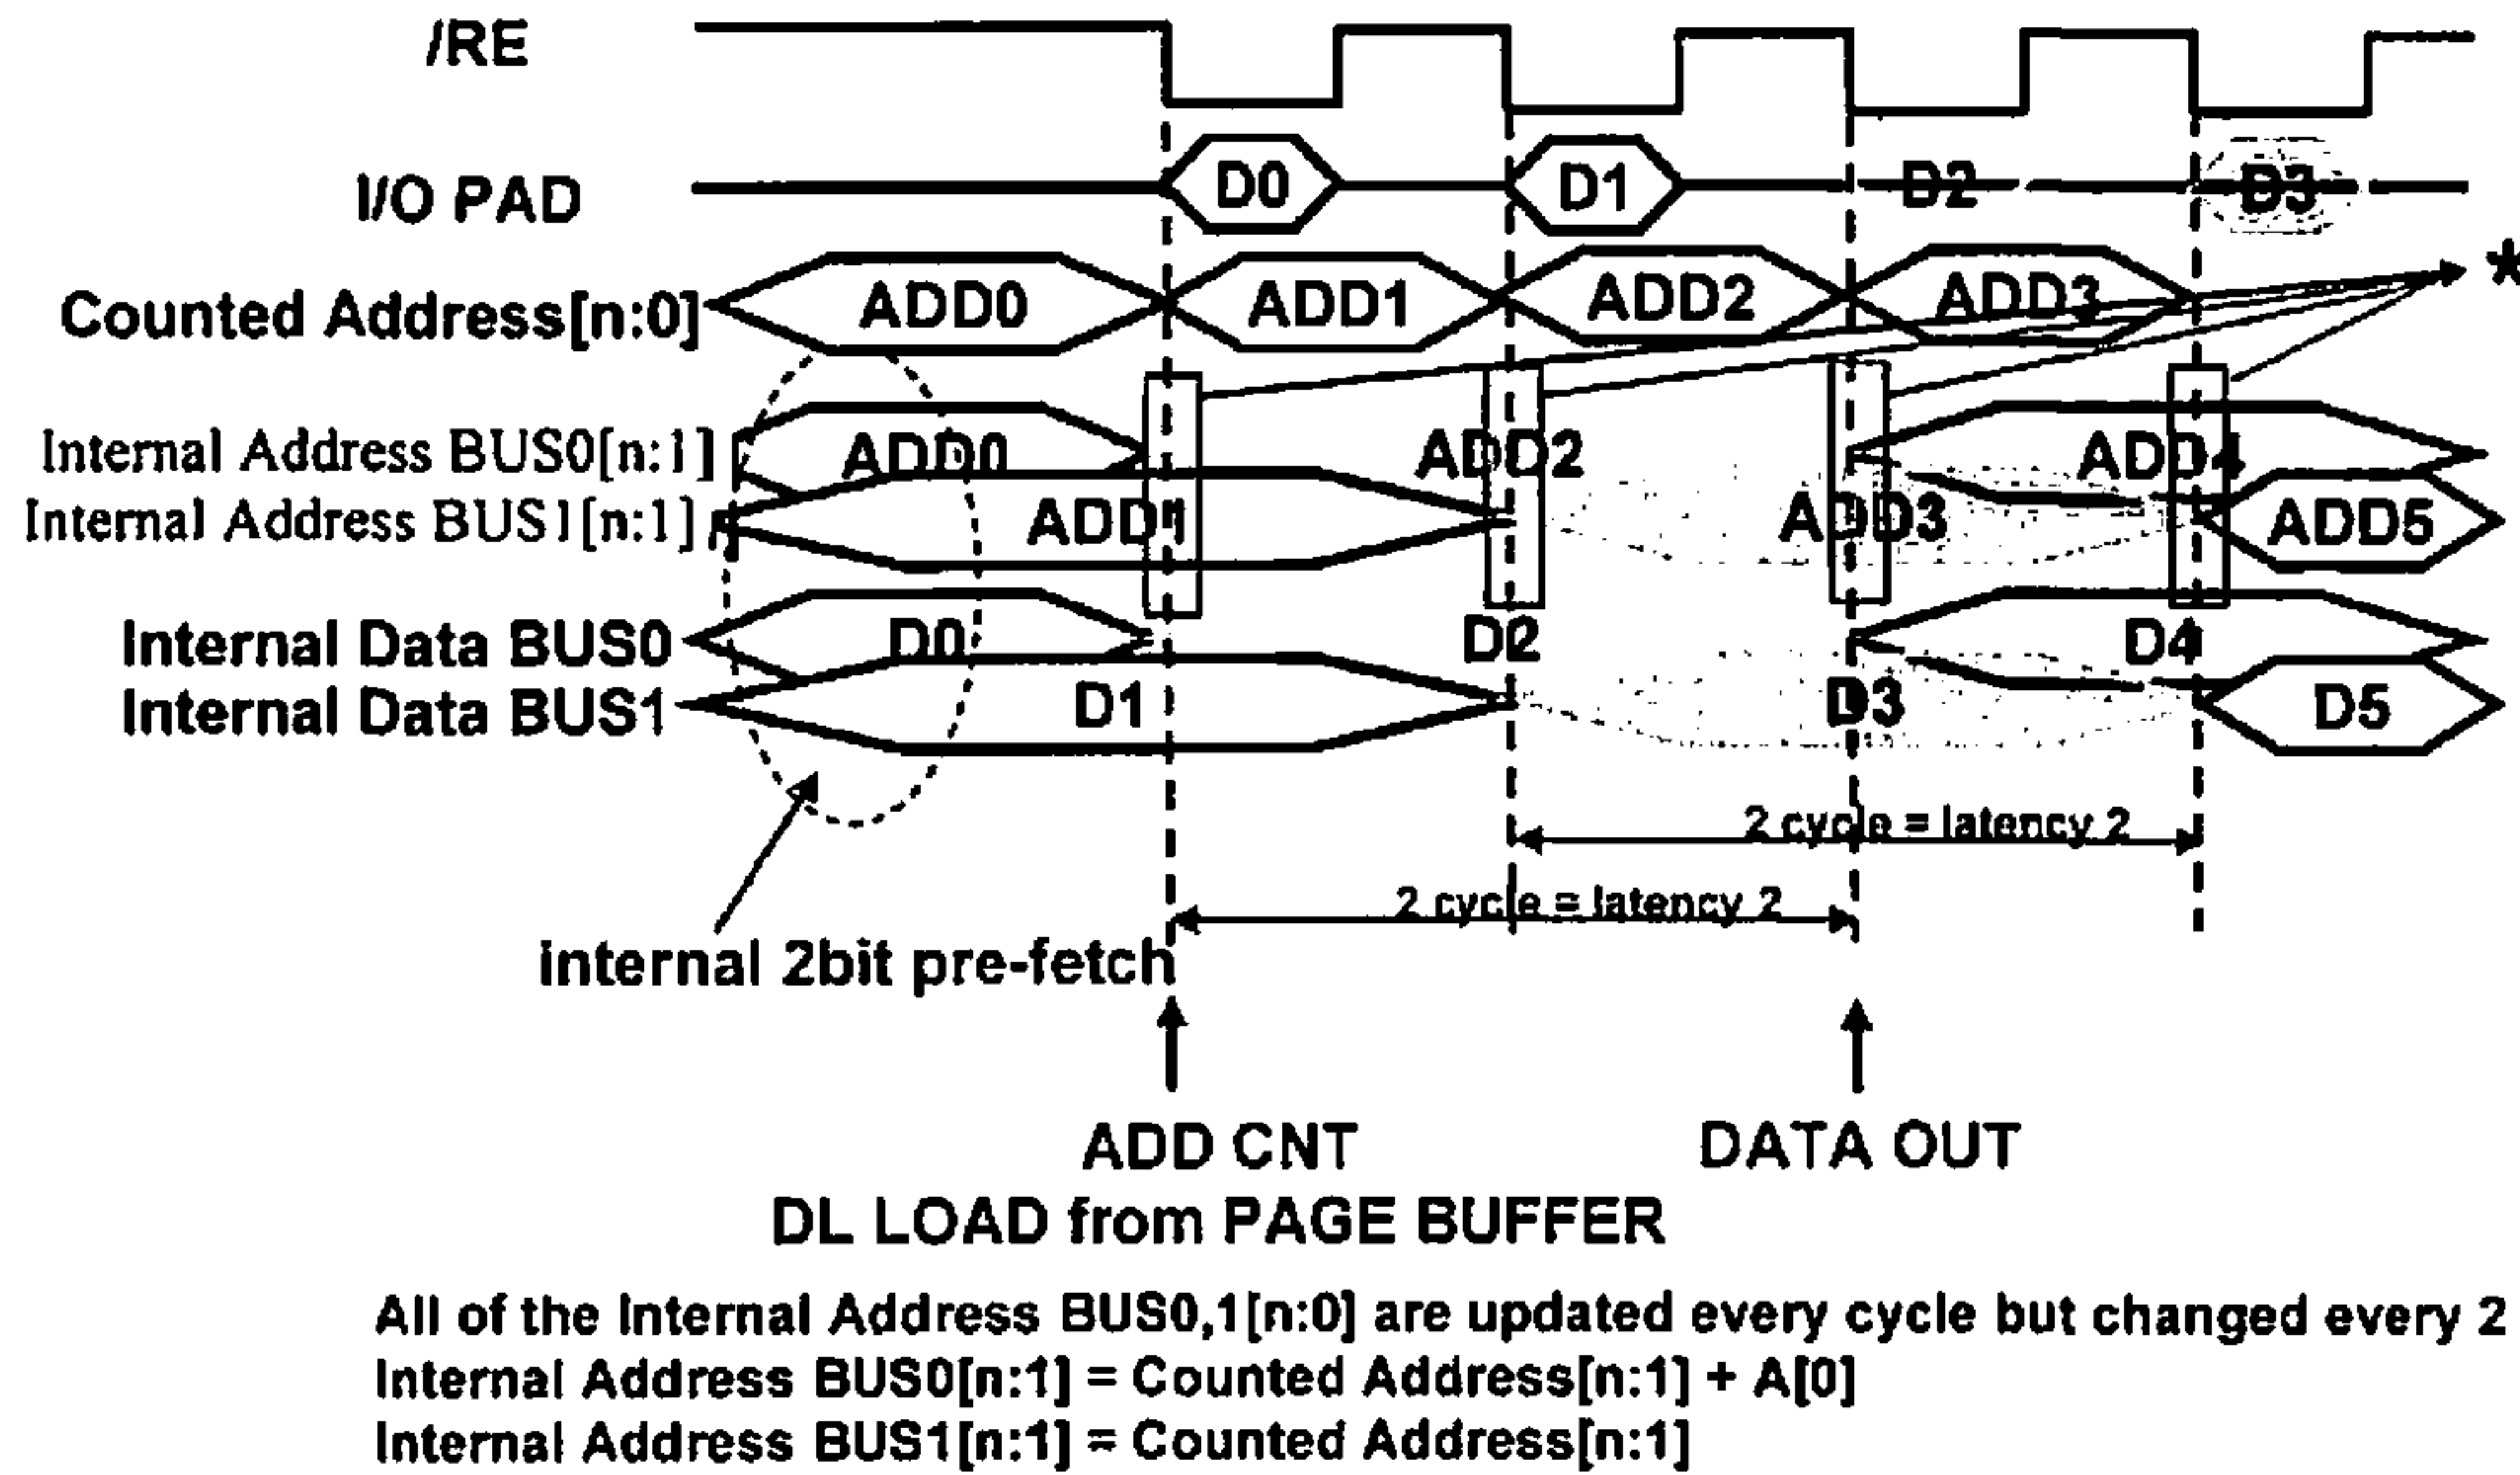 /RE
I/O PAD
D0
D1
D2
D3
Counted Address[n:0]
ADD0
ADD1
ADD2
ADD3
*
Internal Address BUS0[n:1]
ADD0
ADD2
ADD4
Internal Address BUS1[n:1]
ADD1
ADD3
ADD5
Internal Data BUS0
D0
D2
D4
Internal Data BUS1
D1
D3
D5
2 cycle = latency 2
2 cycle = latency 2
internal 2bit pre-fetch
ADD CNT
DATA OUT
DL LOAD from PAGE BUFFER
All of the Internal Address BUS0,1[n:0] are updated every cycle but changed every 2
Internal Address BUS0[n:1] = Counted Address[n:1] + A[0]
Internal Address BUS1[n:1] = Counted Address[n:1]